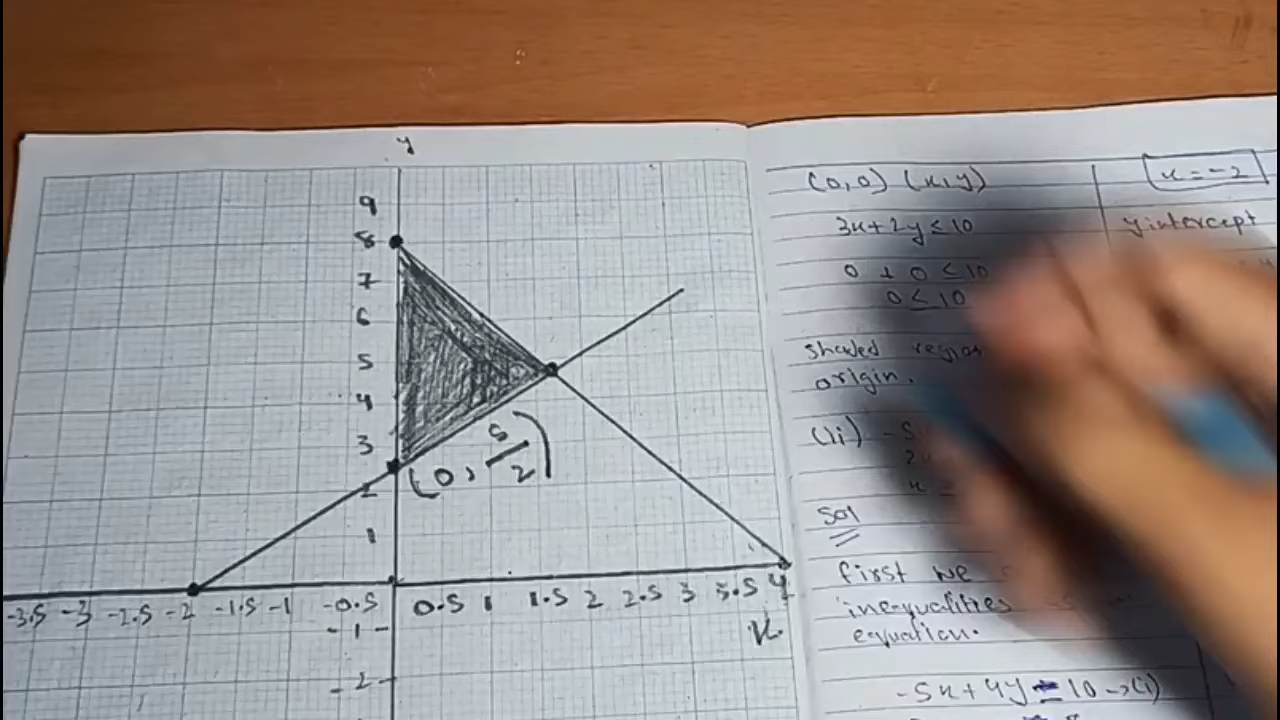 y
9
8
7
6
5
4
3
2
1
(0, 5/2)
-3.5 -3 -2.5 -2 -1.5 -1 -0.5 0.5 1 1.5 2 2.5 3 3.5 4
x
-1
-2
(0,0) (x,y)
3x+2y≤10
0 + 0 ≤10
0≤10
shaded
origin.
(ii)
Sol
first we
inequalities
equation.
-5x+4y = 10 →(i)
x=-2
y intercept